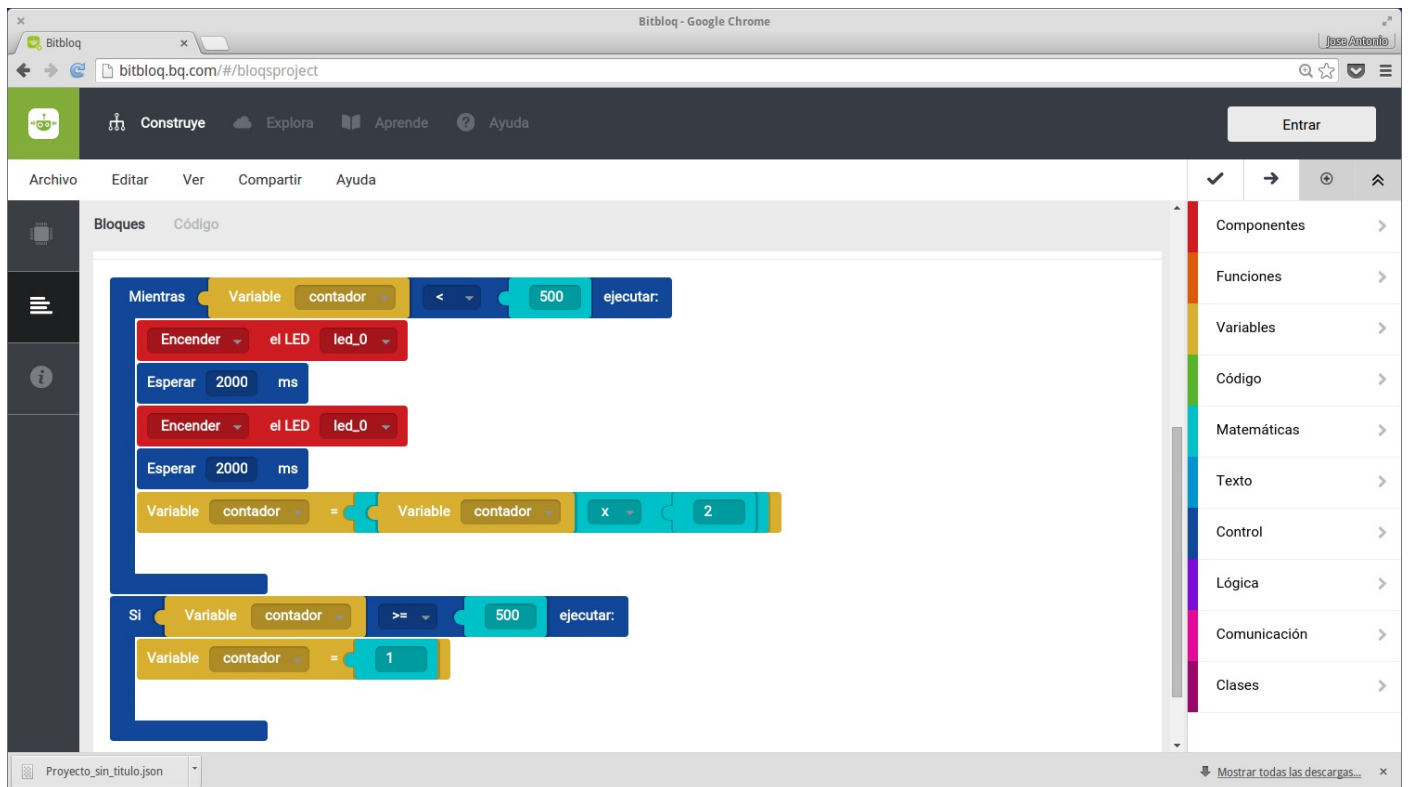 Bitbloq - Google Chrome
Bitbloq
Jose Antonio
bitbloq.bq.com/#/bloqsproject
Construye Explora Aprende Ayuda Entrar
Archivo Editar Ver Compartir Ayuda
Bloques Código
Mientras Variable contador < 500 ejecutar:
Encender el LED led_0
Esperar 2000 ms
Encender el LED led_0
Esperar 2000 ms
Variable contador = Variable contador x 2
Si Variable contador >= 500 ejecutar:
Variable contador = 1
Componentes
Funciones
Variables
Código
Matemáticas
Texto
Control
Lógica
Comunicación
Clases
Proyecto_sin_titulo.json
Mostrar todas las descargas...